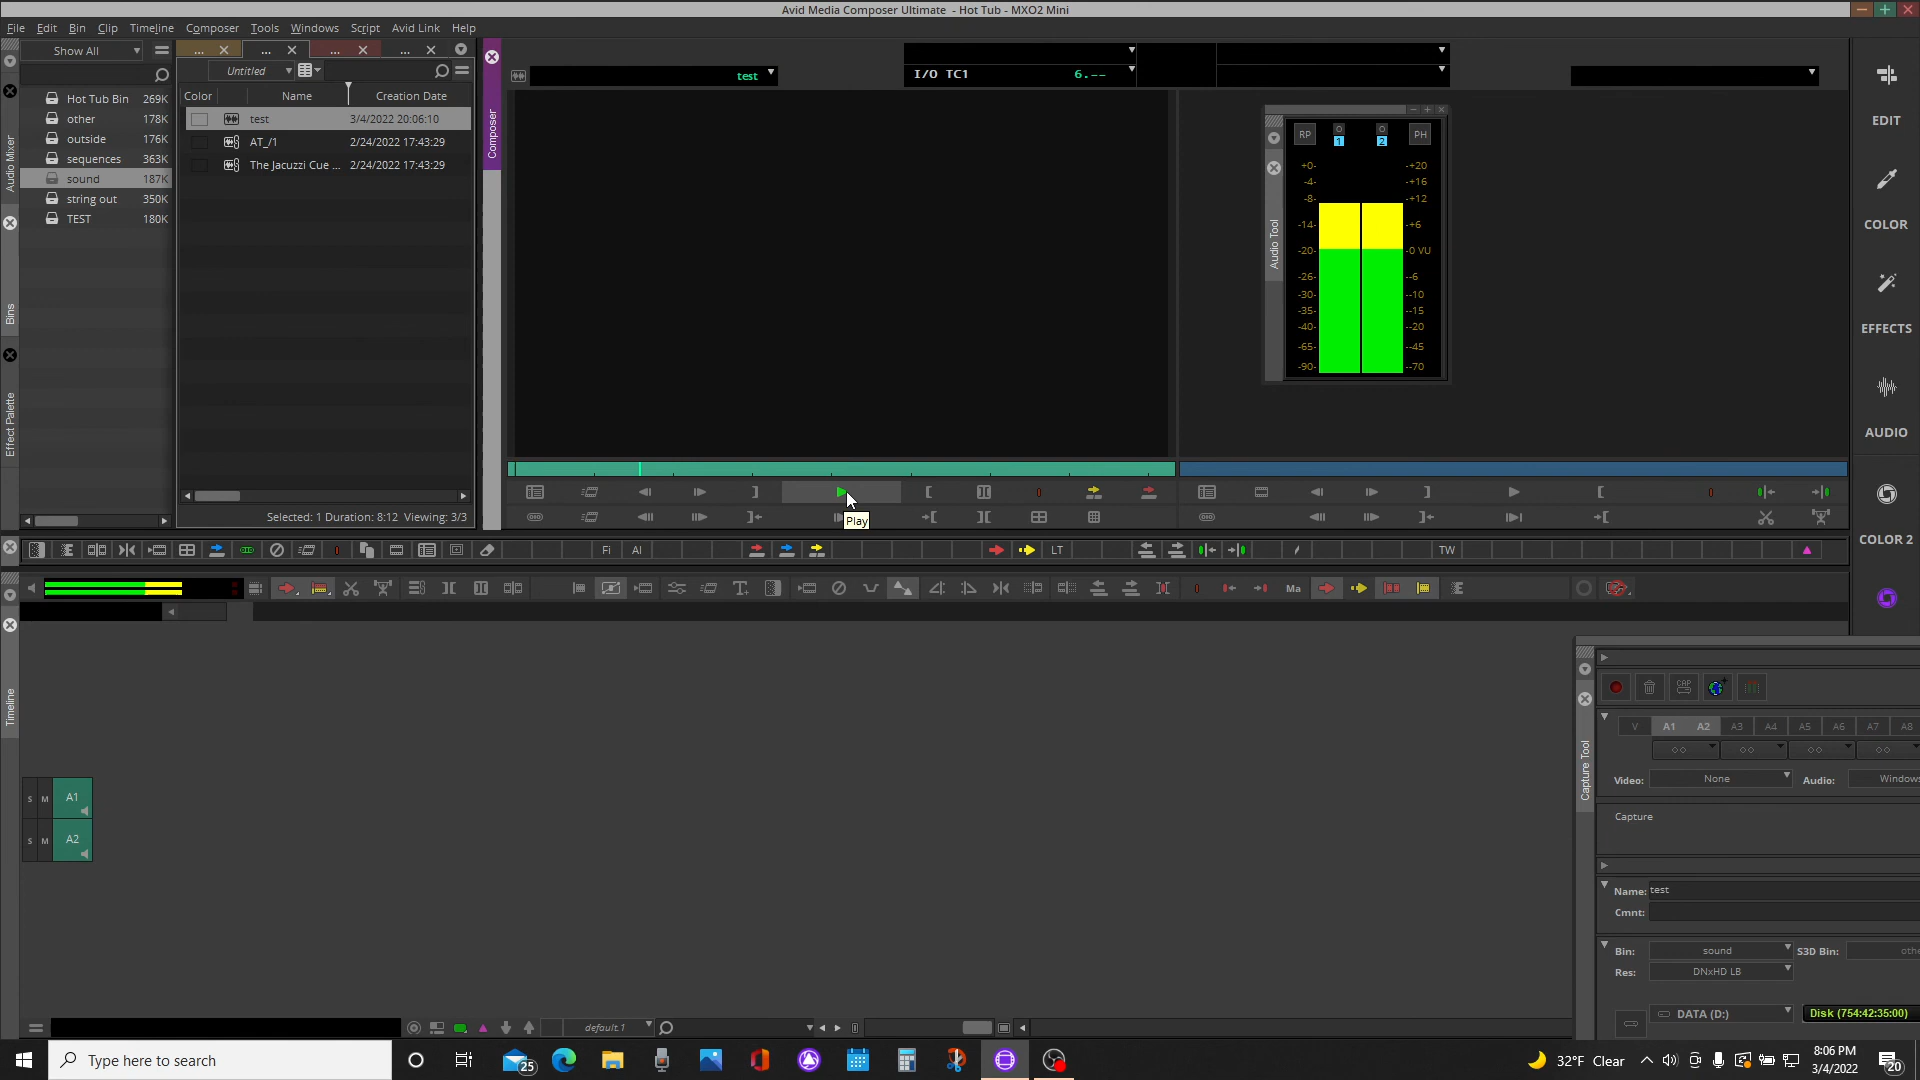 Avid Media Composer Ultimate - Hot Tub - MXO2 Mini
File Edit Bin Clip Timeline Composer Tools Windows Script Avid Link Help
Show All
... ... ... ...
Untitled
test
I/O TC1 6.--
Color Name Creation Date
Hot Tub Bin 269K
other 178K
outside 176K
sequences 363K
sound 187K
string out 350K
TEST 180K
test 3/4/2022 20:06:10
AT_/1 2/24/2022 17:43:29
The Jacuzzi Cue ... 2/24/2022 17:43:29
Selected: 1 Duration: 8:12 Viewing: 3/3
Audio Mixer
Bins
Effect Palette
Composer
Audio Tool
RP O O PH
1 2
+0- -+20
-4- -+16
-8- -+12
-14- -+6
-20- -0 VU
-26- --6
-30- --10
-35- --15
-40- --20
-65- --45
-90- --70
EDIT
COLOR
EFFECTS
AUDIO
COLOR 2
Play
Fi AI LT TW
Ma
Timeline
S M A1
S M A2
default.1
Capture Tool
CAP
V A1 A2 A3 A4 A5 A6 A7 A8
Video: None Audio: Windows
Capture
Name: test
Cmnt:
Bin: sound S3D Bin: othe
Res: DNxHD LB
DATA (D:) Disk (754:42:35:00)
Type here to search
25
32°F Clear
8:06 PM
3/4/2022
20